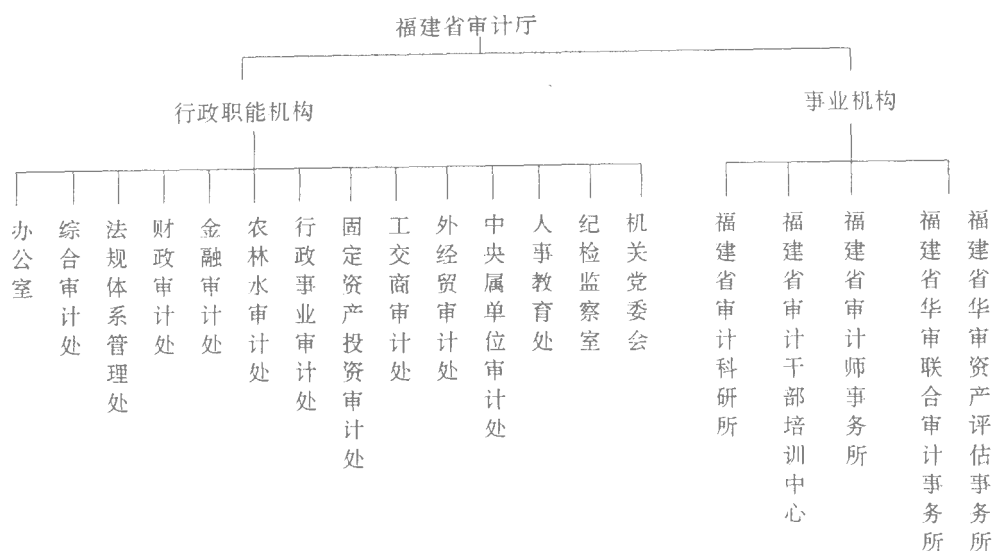 福建省审计厅
行政职能机构
事业机构
办公室
综合审计处
法规体系管理处
财政审计处
金融审计处
农林水审计处
行政事业审计处
固定资产投资审计处
工交商审计处
外经贸审计处
中央属单位审计处
人事教育处
纪检监察室
机关党委会
福建省审计科研所
福建省审计干部培训中心
福建省审计师事务所
福建省华审联合审计事务所
福建省华审资产评估事务所